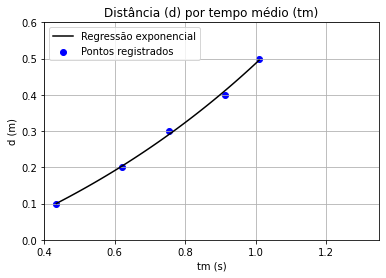 Distância (d) por tempo médio (tm)
Regressão exponencial
Pontos registrados
d (m)
0.6
0.5
0.4
0.3
0.2
0.1
0.0
0.4
0.6
0.8
1.0
1.2
tm (s)